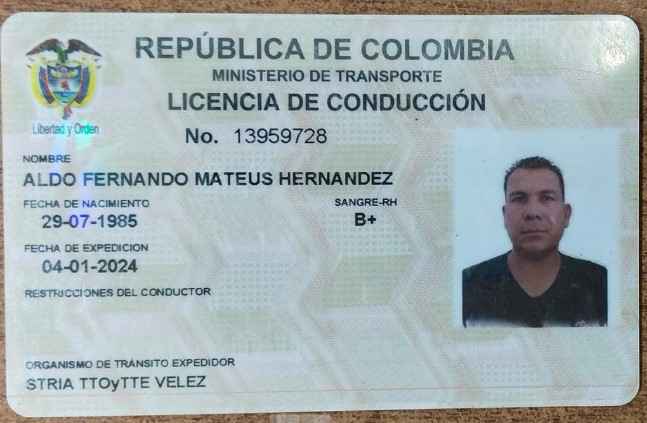 REPÚBLICA DE COLOMBIA
MINISTERIO DE TRANSPORTE
LICENCIA DE CONDUCCIÓN
Libertad y Orden
No. 13959728
NOMBRE
ALDO FERNANDO MATEUS HERNANDEZ
FECHA DE NACIMIENTO SANGRE-RH
29-07-1985 B+
FECHA DE EXPEDICION
04-01-2024
RESTRICCIONES DEL CONDUCTOR
ORGANISMO DE TRÁNSITO EXPEDIDOR
STRIA TTOyTTE VELEZ